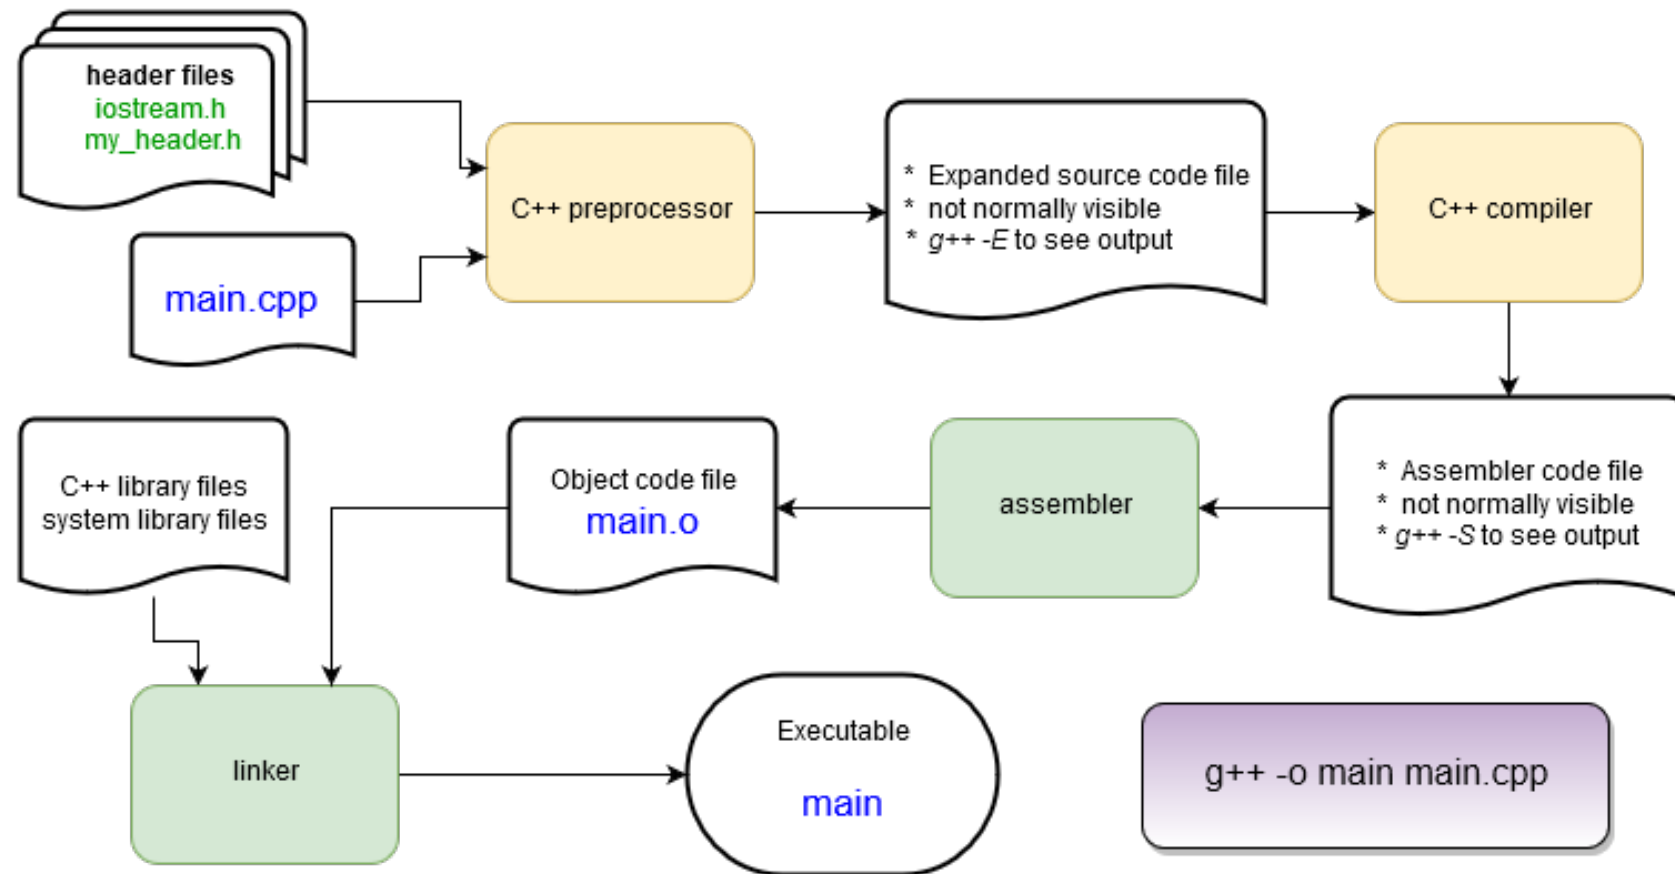 header files
iostream.h
my_header.h
C++ preprocessor
* Expanded source code file
* not normally visible
* g++ -E to see output
C++ compiler
main.cpp
C++ library files
system library files
Object code file
main.o
assembler
* Assembler code file
* not normally visible
* g++ -S to see output
linker
Executable
main
g++ -o main main.cpp